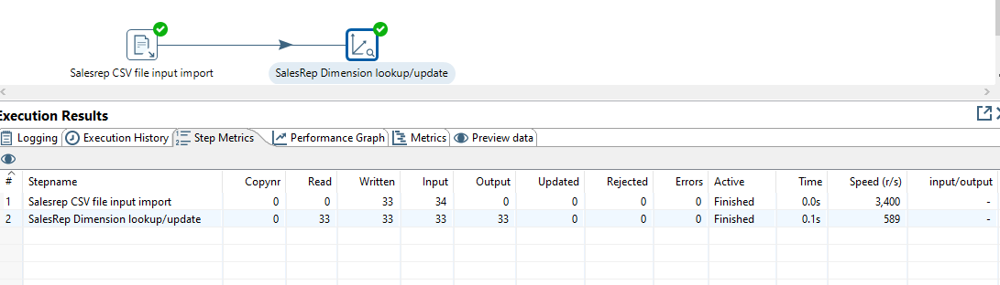 Salesrep CSV file input import SalesRep Dimension lookup/update
Execution Results
Logging Execution History Step Metrics Performance Graph Metrics Preview data
# Stepname Copynr Read Written Input Output Updated Rejected Errors Active Time Speed (r/s) input/output
1 Salesrep CSV file input import 0 0 33 34 0 0 0 0 Finished 0.0s 3,400 -
2 SalesRep Dimension lookup/update 0 33 33 33 33 0 0 0 Finished 0.1s 589 -